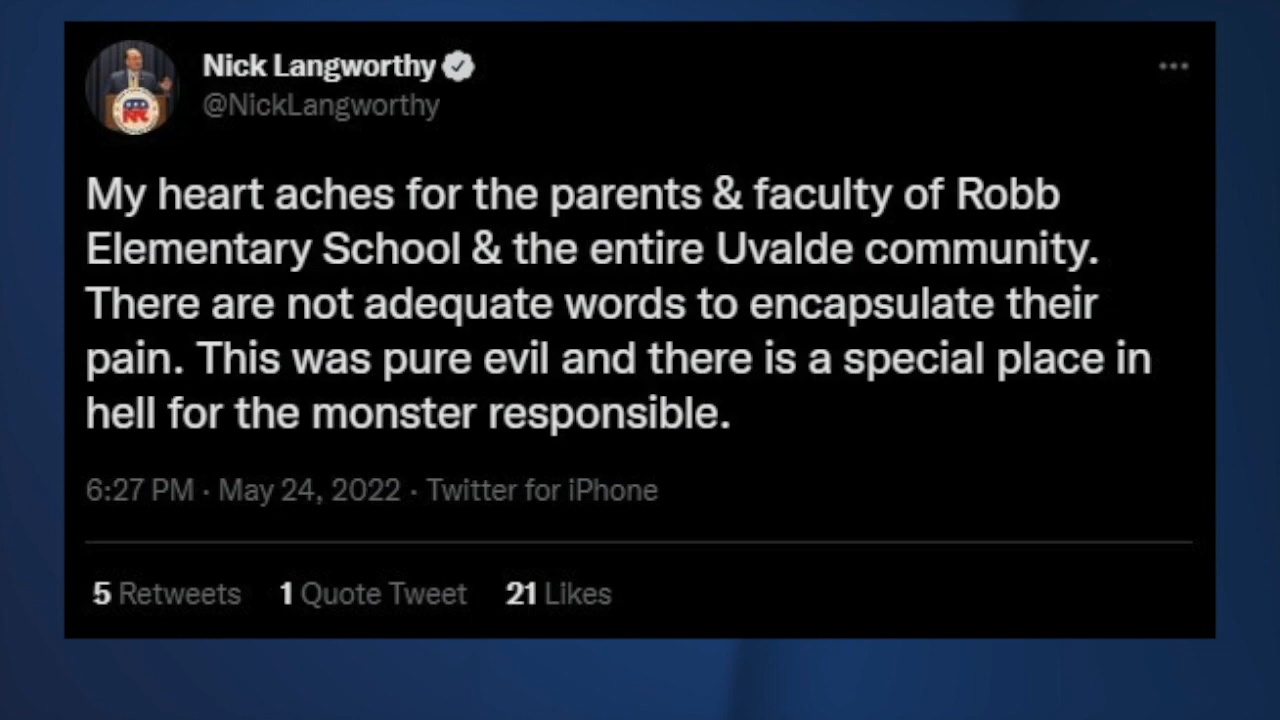 Nick Langworthy
@NickLangworthy
My heart aches for the parents & faculty of Robb
Elementary School & the entire Uvalde community.
There are not adequate words to encapsulate their
pain. This was pure evil and there is a special place in
hell for the monster responsible.
6:27 PM · May 24, 2022 · Twitter for iPhone
5 Retweets 1 Quote Tweet 21 Likes